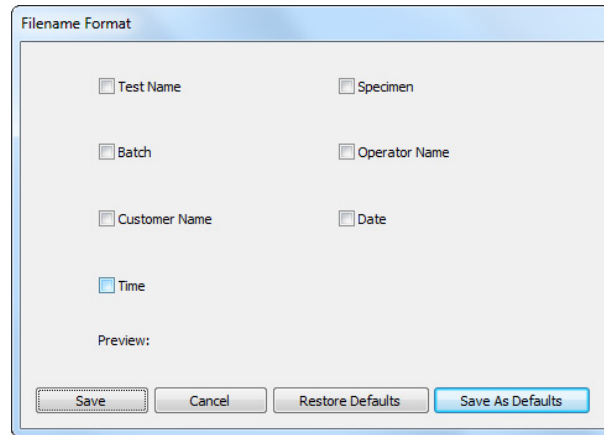 Filename Format
Test Name Specimen
Batch Operator Name
Customer Name Date
Time
Preview:
Save Cancel Restore Defaults Save As Defaults